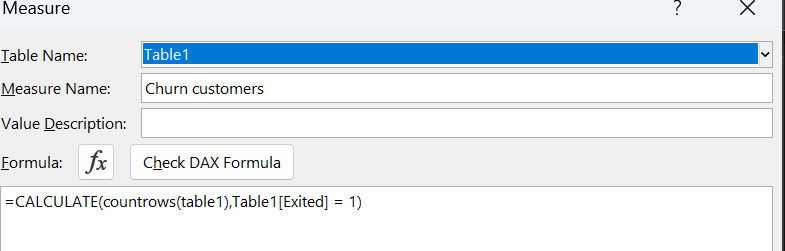 Measure ?
Table Name: Table1
Measure Name: Churn customers
Value Description:
Formula: fx Check DAX Formula
=CALCULATE(countrows(table1),Table1[Exited] = 1)